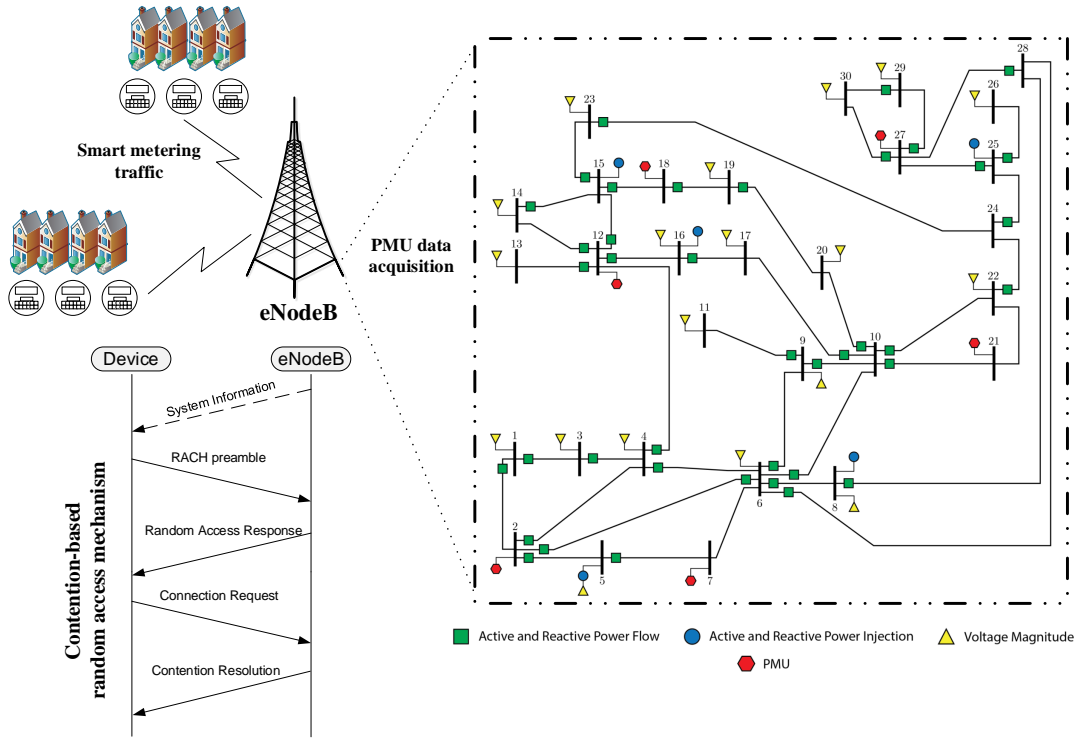 Smart metering
traffic
eNodeB
PMU data
acquisition
Device
eNodeB
System Information
RACH preamble
Random Access Response
Connection Request
Contention Resolution
Contention-based
random access mechanism
28
29
30
26
23
27
25
15
18
19
14
24
12
16
17
13
20
22
11
10
9
21
1
3
4
6
8
2
5
7
Active and Reactive Power Flow
Active and Reactive Power Injection
Voltage Magnitude
PMU